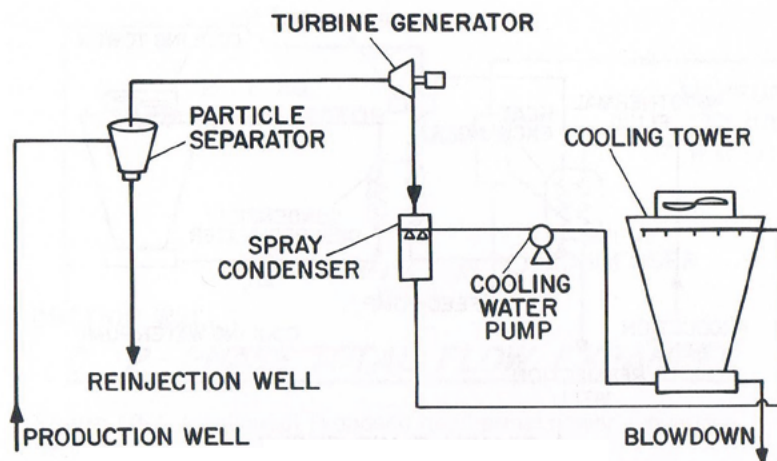 TURBINE GENERATOR
PARTICLE
SEPARATOR
COOLING TOWER
SPRAY
CONDENSER
COOLING
WATER
PUMP
REINJECTION WELL
PRODUCTION WELL
BLOWDOWN